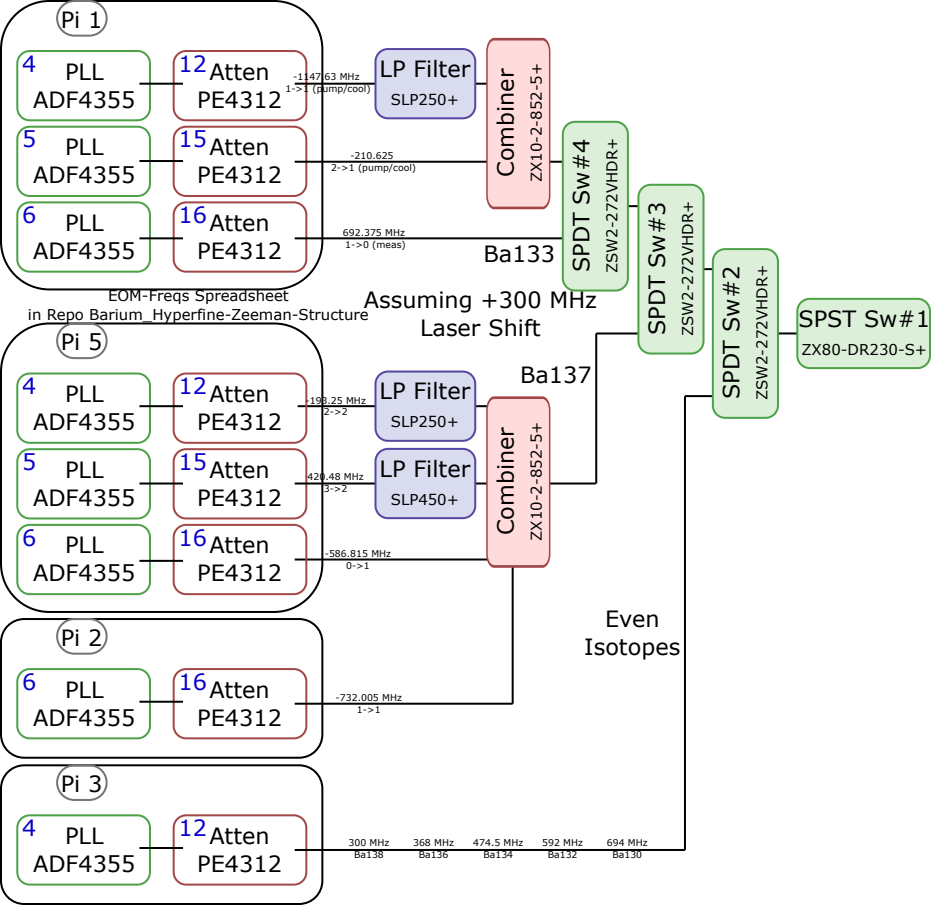 Pi 1
4
PLL
ADF4355
12
Atten
PE4312
-1147.63 MHz
1->1 (pump/cool)
LP Filter
SLP250+
Combiner
ZX10-2-852-5+
5
PLL
ADF4355
15
Atten
PE4312
-210.625
2->1 (pump/cool)
6
PLL
ADF4355
16
Atten
PE4312
692.375 MHz
1->0 (meas)
Ba133
SPDT Sw#4
ZSW2-272VHDR+
SPDT Sw#3
ZSW2-272VHDR+
SPDT Sw#2
ZSW2-272VHDR+
SPST Sw#1
ZX80-DR230-S+
EOM-Freqs Spreadsheet
in Repo Barium_Hyperfine-Zeeman-Structure
Assuming +300 MHz
Laser Shift
Pi 5
4
PLL
ADF4355
12
Atten
PE4312
-193.25 MHz
2->2
LP Filter
SLP250+
Ba137
Combiner
ZX10-2-852-5+
5
PLL
ADF4355
15
Atten
PE4312
420.48 MHz
3->2
LP Filter
SLP450+
6
PLL
ADF4355
16
Atten
PE4312
-586.815 MHz
0->1
Even
Isotopes
Pi 2
6
PLL
ADF4355
16
Atten
PE4312
-732.005 MHz
1->1
Pi 3
4
PLL
ADF4355
12
Atten
PE4312
300 MHz
Ba138
368 MHz
Ba136
474.5 MHz
Ba134
592 MHz
Ba132
694 MHz
Ba130